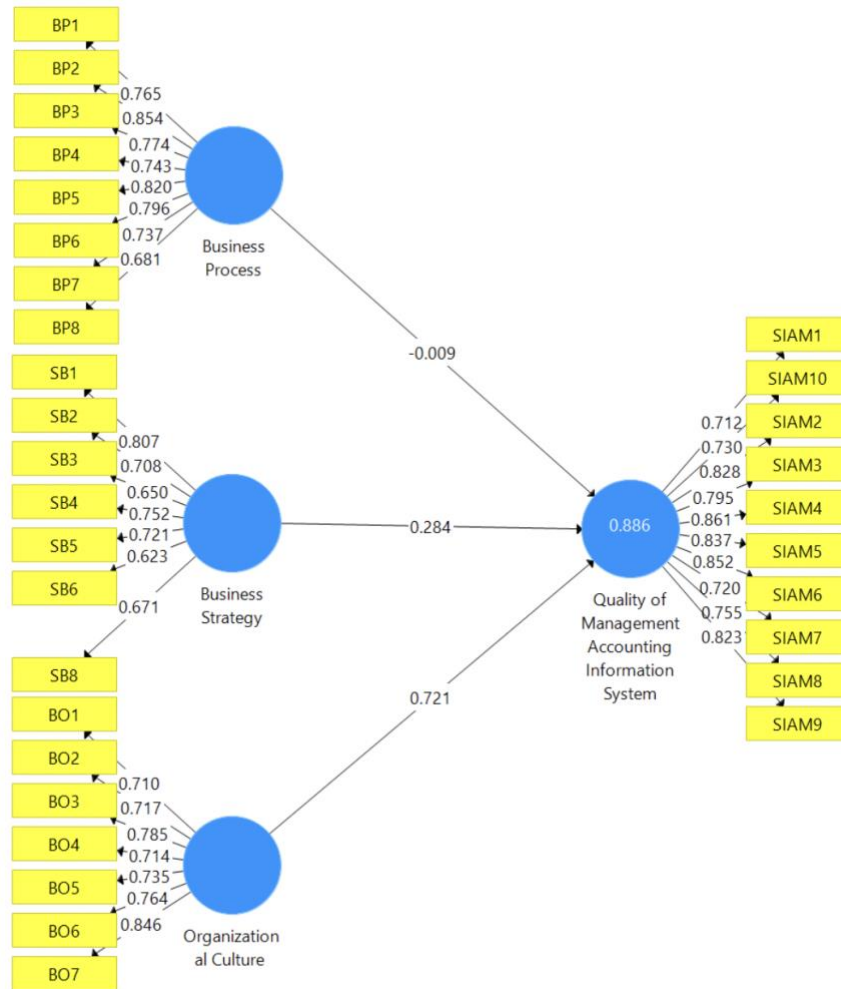 BP1
BP2
BP3
BP4
BP5
BP6
BP7
BP8
0.765
0.854
0.774
0.743
0.820
0.796
0.737
0.681
Business
Process
-0.009
SB1
SB2
SB3
SB4
SB5
SB6
SB8
0.807
0.708
0.650
0.752
0.721
0.623
0.671
Business
Strategy
0.284
BO1
BO2
BO3
BO4
BO5
BO6
BO7
0.710
0.717
0.785
0.714
0.735
0.764
0.846
Organization
al Culture
0.721
0.886
Quality of
Management
Accounting
Information
System
0.712
0.730
0.828
0.795
0.861
0.837
0.852
0.720
0.755
0.823
SIAM1
SIAM10
SIAM2
SIAM3
SIAM4
SIAM5
SIAM6
SIAM7
SIAM8
SIAM9